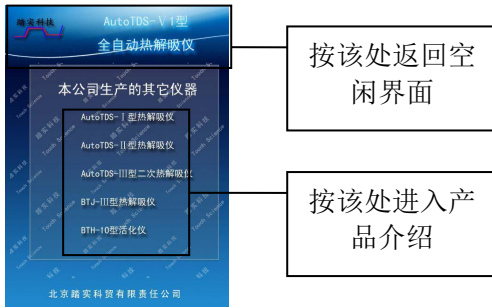 踏实科技
AutoTDS-V1型
全自动热解吸仪
按该处返回空
闲界面
本公司生产的其它仪器
AutoTDS-Ⅰ型热解吸仪
AutoTDS-Ⅱ型热解吸仪
AutoTDS-Ⅲ型二次热解吸仪
BTJ-Ⅲ型热解吸仪
BTH-10型活化仪
按该处进入产
品介绍
北京踏实科贸有限责任公司